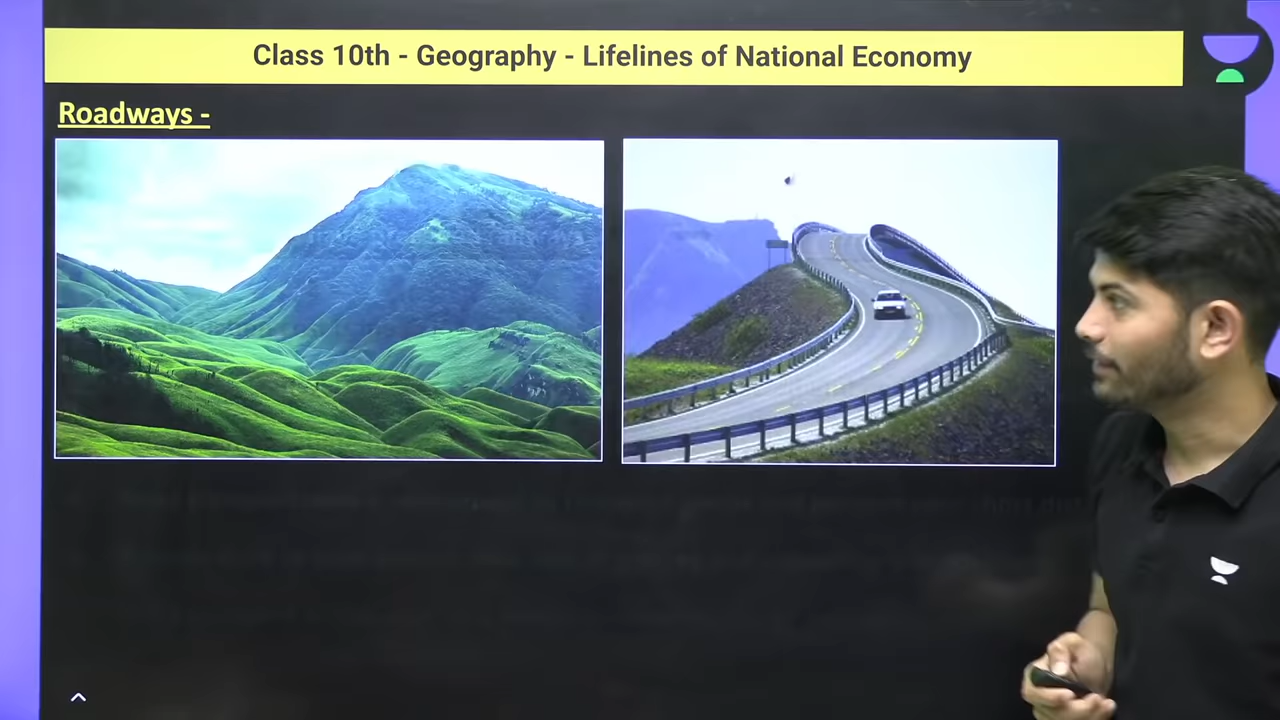 Class 10th - Geography - Lifelines of National Economy
Roadways -